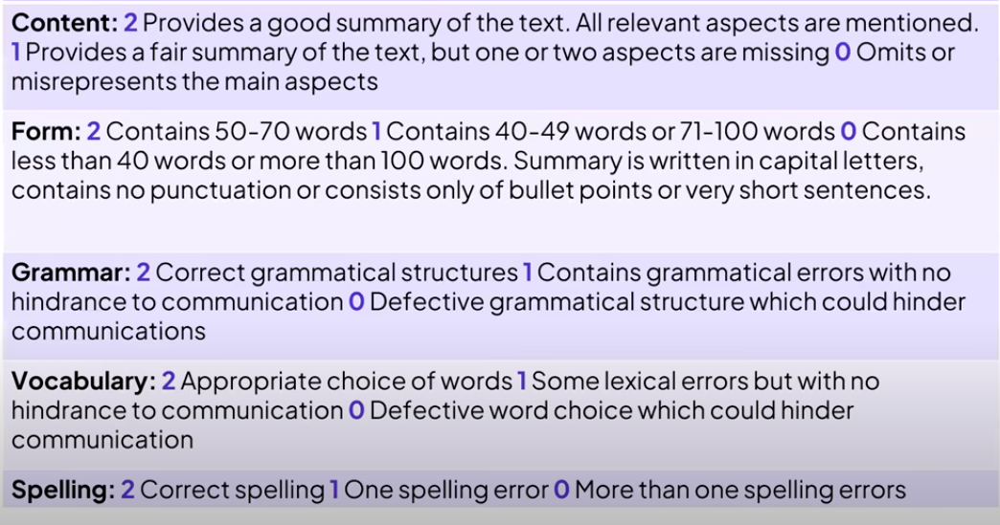 Content: 2 Provides a good summary of the text. All relevant aspects are mentioned.
1 Provides a fair summary of the text, but one or two aspects are missing 0 Omits or
misrepresents the main aspects
Form: 2 Contains 50-70 words 1 Contains 40-49 words or 71-100 words 0 Contains
less than 40 words or more than 100 words. Summary is written in capital letters,
contains no punctuation or consists only of bullet points or very short sentences.
Grammar: 2 Correct grammatical structures 1 Contains grammatical errors with no
hindrance to communication 0 Defective grammatical structure which could hinder
communications
Vocabulary: 2 Appropriate choice of words 1 Some lexical errors but with no
hindrance to communication 0 Defective word choice which could hinder
communication
Spelling: 2 Correct spelling 1 One spelling error 0 More than one spelling errors